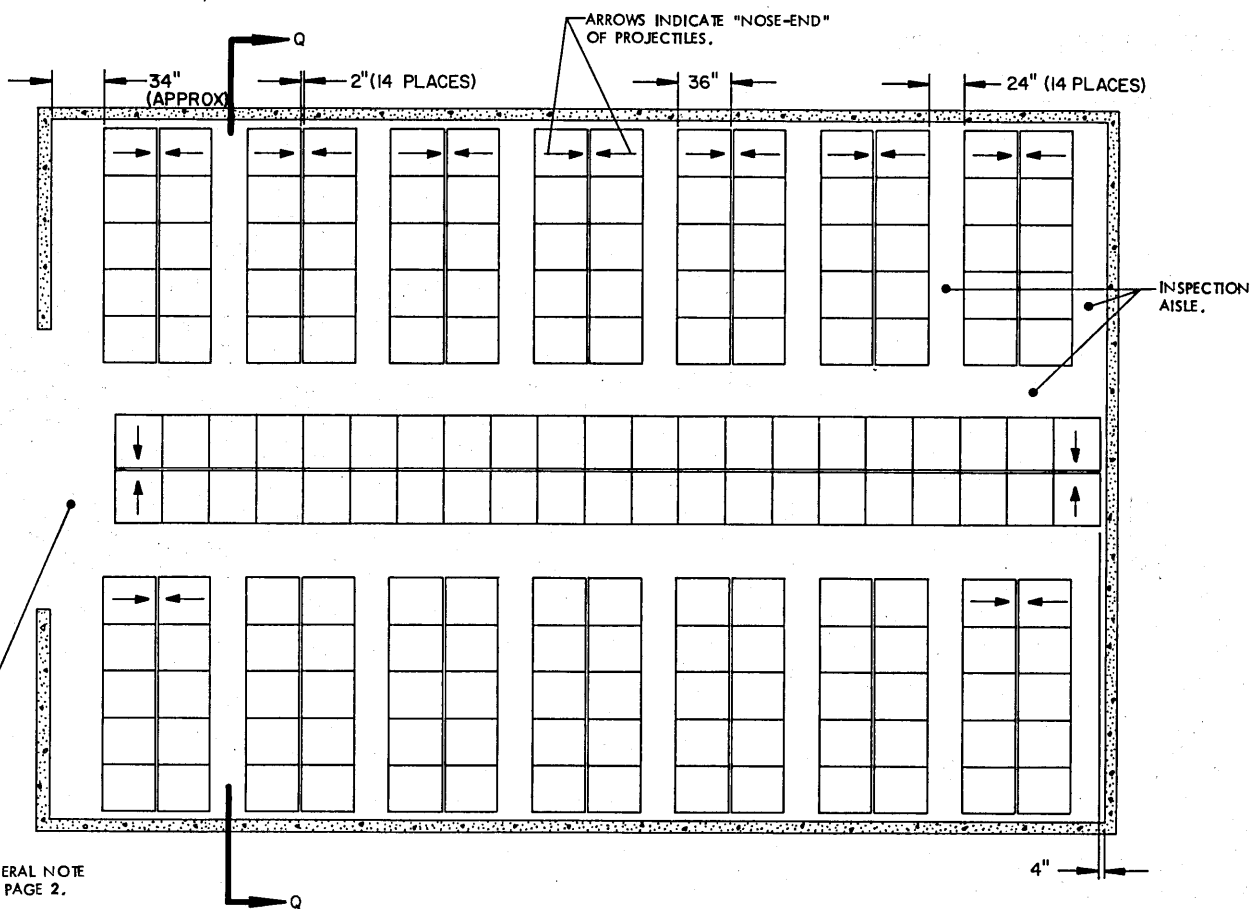 ARROWS INDICATE "NOSE-END"
OF PROJECTILES.
Q
34"
(APPROX)
2" (14 PLACES)
36"
24" (14 PLACES)
INSPECTION
AISLE.
ERAL NOTE
PAGE 2.
Q
4"